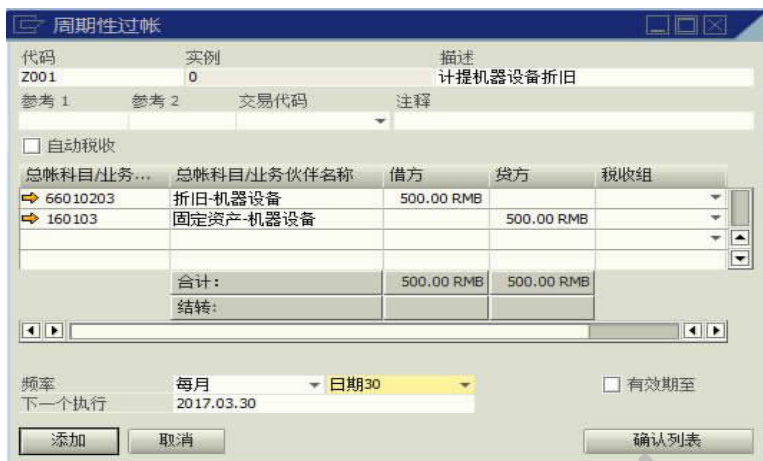 周期性过帐
代码 实例 描述
Z001 0 计提机器设备折旧
参考 1 参考 2 交易代码 注释
自动税收
总帐科目/业务... 总帐科目/业务伙伴名称 借方 贷方 税收组
66010203 折旧-机器设备 500.00 RMB
160103 固定资产-机器设备 500.00 RMB
合计: 500.00 RMB 500.00 RMB
结转:
频率 每月 日期30 有效期至
下一个执行 2017.03.30
添加 取消 确认列表